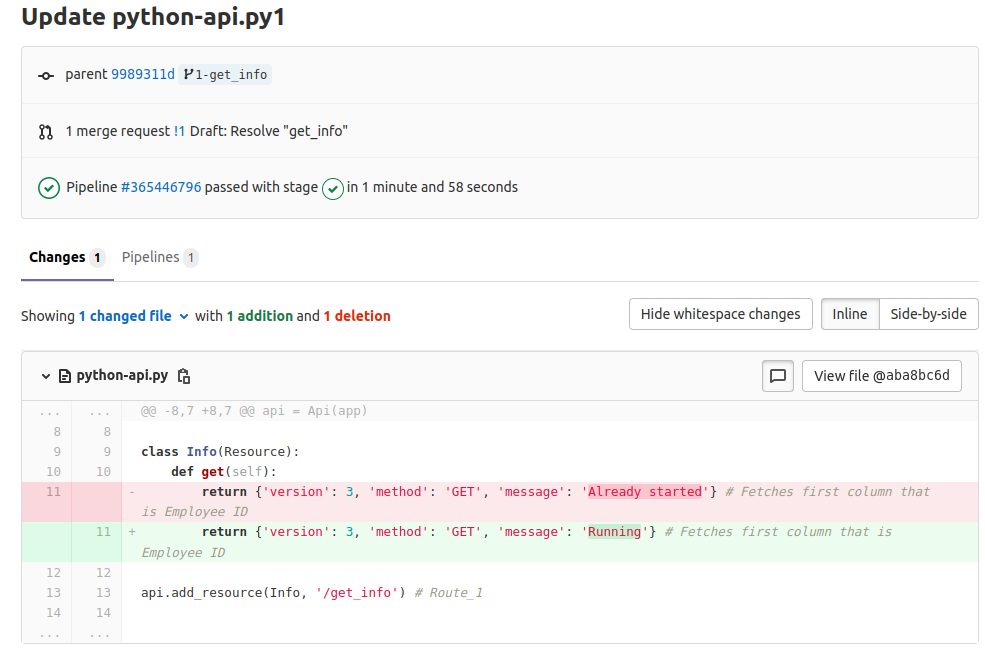 Update python-api.py1
parent 9989311d 1-get_info
1 merge request !1 Draft: Resolve "get_info"
Pipeline #365446796 passed with stage in 1 minute and 58 seconds
Changes 1 Pipelines 1
Showing 1 changed file with 1 addition and 1 deletion
Hide whitespace changes Inline Side-by-side
python-api.py View file @aba8bc6d
... ... @@ -8,7 +8,7 @@ api = Api(app)
8 8
9 9 class Info(Resource):
10 10 def get(self):
11 - return {'version': 3, 'method': 'GET', 'message': 'Already started'} # Fetches first column that
is Employee ID
11 + return {'version': 3, 'method': 'GET', 'message': 'Running'} # Fetches first column that is
Employee ID
12 12
13 13 api.add_resource(Info, '/get_info') # Route_1
14 14
... ...